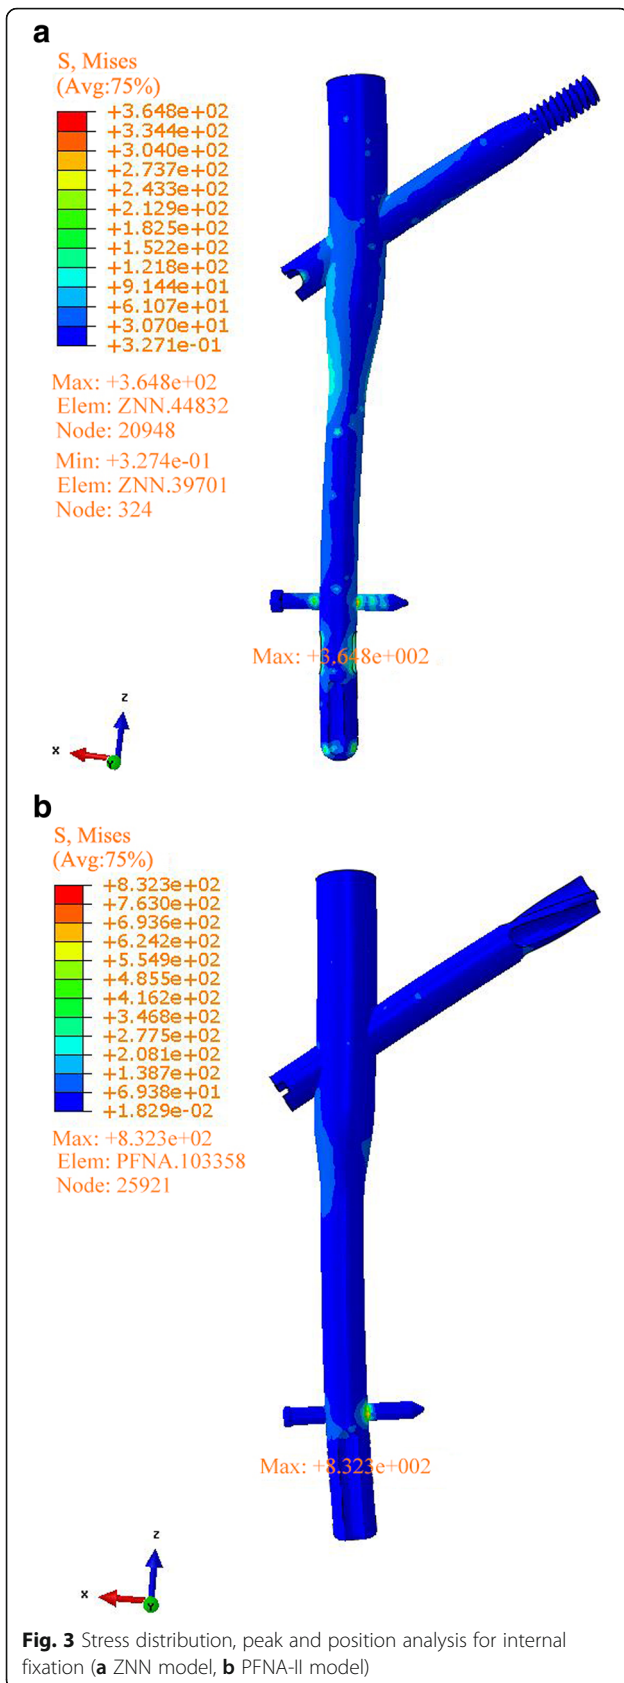 a
S, Mises
(Avg:75%)
+3.648e+02
+3.344e+02
+3.040e+02
+2.737e+02
+2.433e+02
+2.129e+02
+1.825e+02
+1.522e+02
+1.218e+02
+9.144e+01
+6.107e+01
+3.070e+01
+3.271e-01
Max: +3.648e+02
Elem: ZNN.44832
Node: 20948
Min: +3.274e-01
Elem: ZNN.39701
Node: 324
Max: +3.648e+002
z
x
Y
b
S, Mises
(Avg:75%)
+8.323e+02
+7.630e+02
+6.936e+02
+6.242e+02
+5.549e+02
+4.855e+02
+4.162e+02
+3.468e+02
+2.775e+02
+2.081e+02
+1.387e+02
+6.938e+01
+1.829e-02
Max: +8.323e+02
Elem: PFNA.103358
Node: 25921
Max: +8.323e+002
z
x
Y
Fig. 3 Stress distribution, peak and position analysis for internal
fixation (a ZNN model, b PFNA-II model)